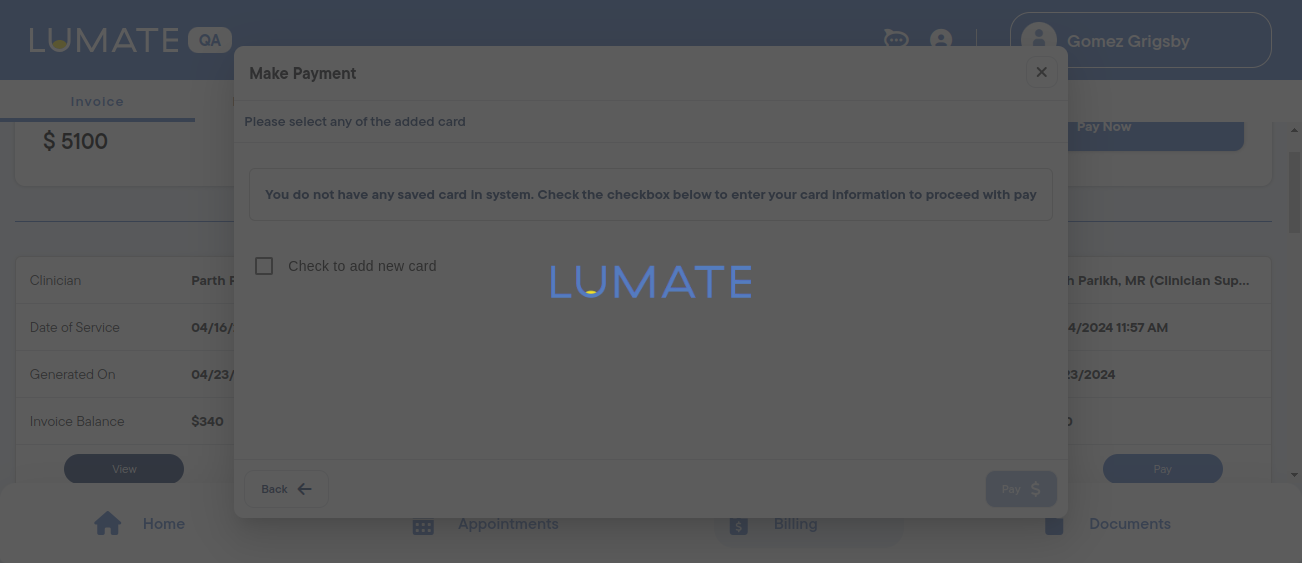 LUMATE QA
Gomez Grigsby
Make Payment
Invoice
Please select any of the added card
$ 5100
Pay Now
You do not have any saved card in system. Check the checkbox below to enter your card information to proceed with pay
Check to add new card
LUMATE
Clinician Parth P
h Parikh, MR (Clinician Sup...
Date of Service 04/16/
4/2024 11:57 AM
Generated On 04/23/
23/2024
Invoice Balance $340
0
View
Pay
Back
Pay $
Home
Appointments
Billing
Documents